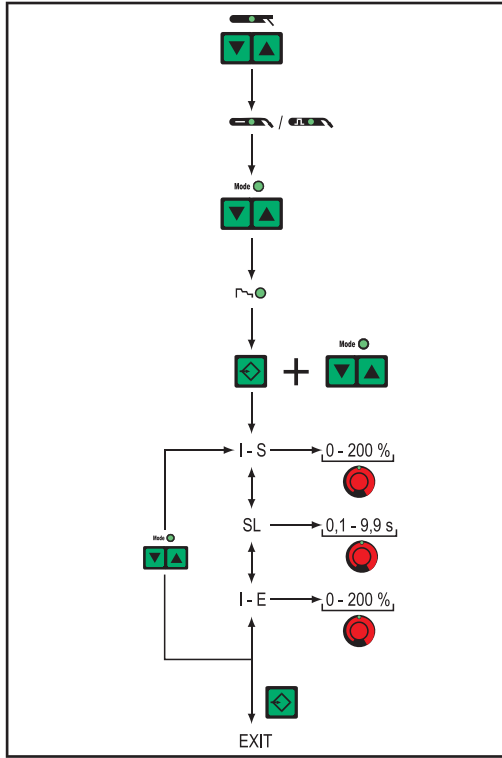 /
Mode
Mode
+
I - S
0 - 200 %
SL
0,1 - 9,9 s
Mode
I - E
0 - 200 %
EXIT